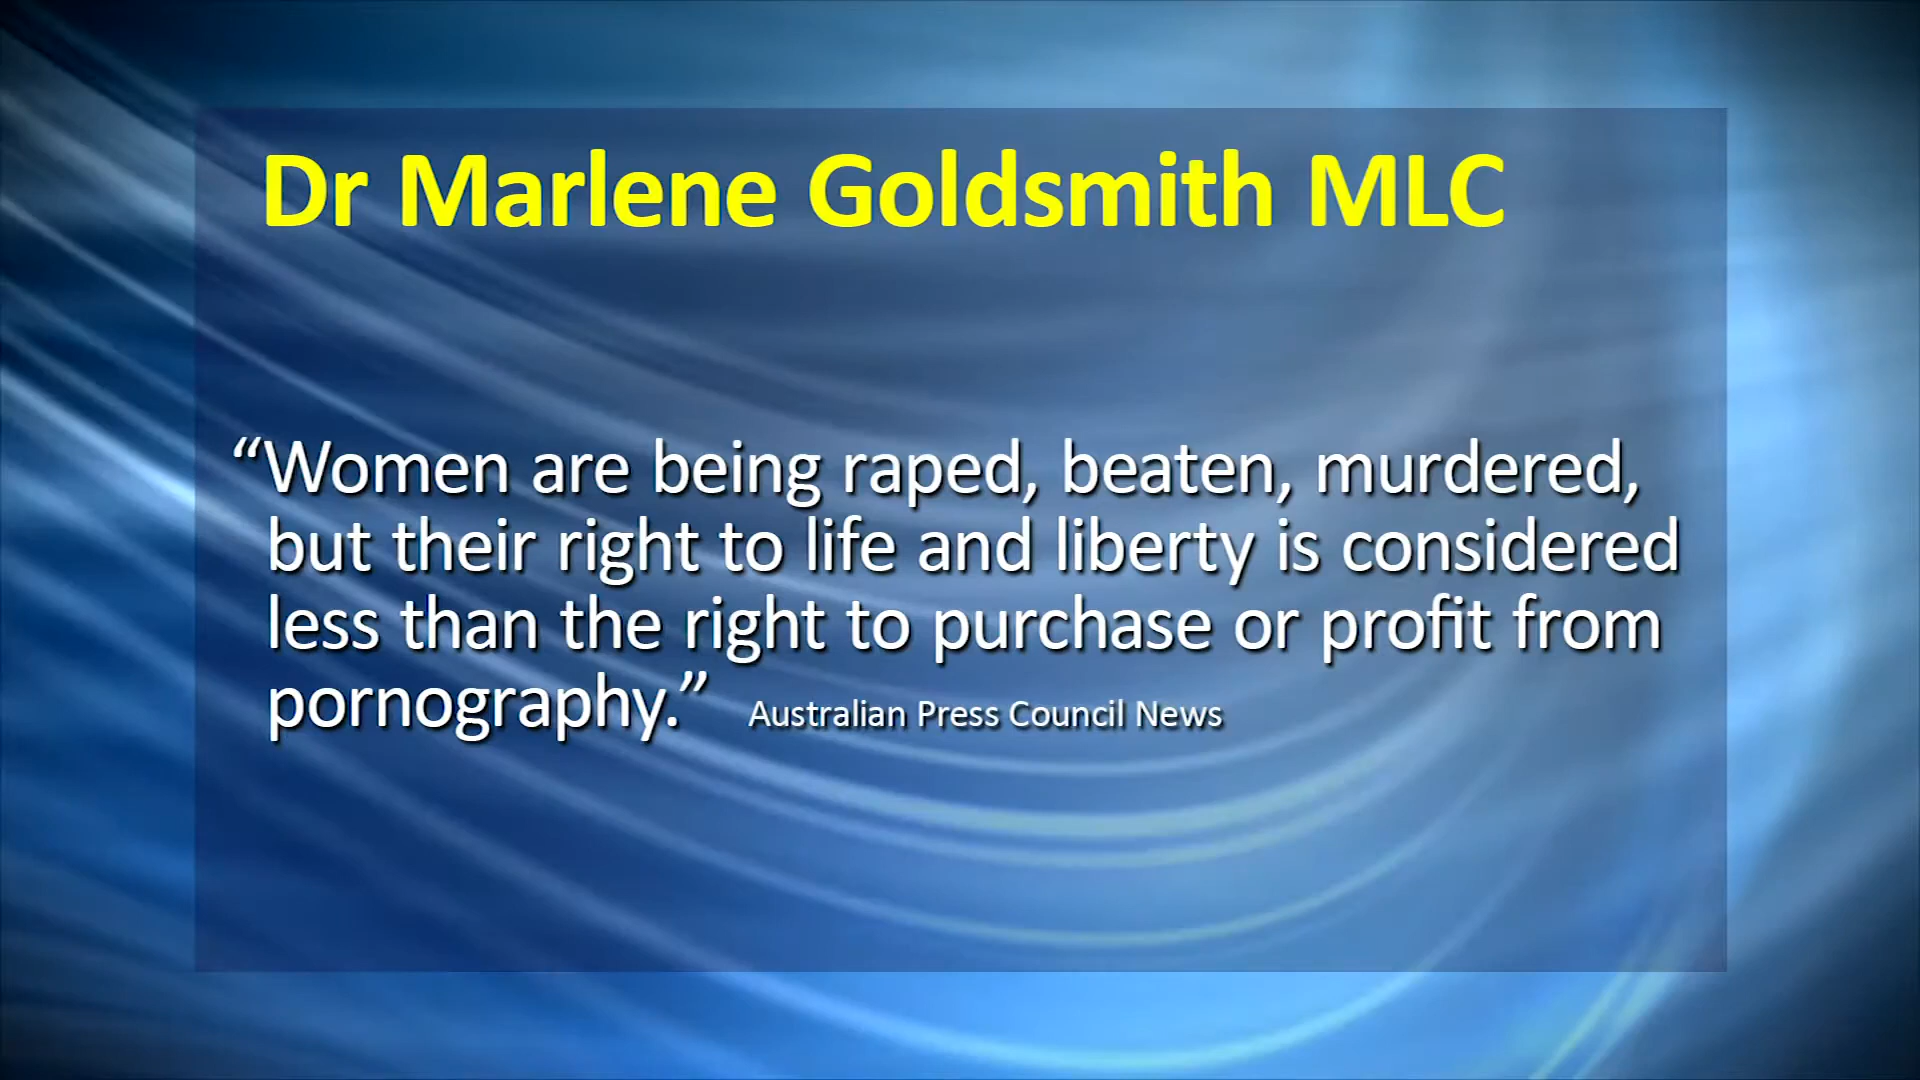 Dr Marlene Goldsmith MLC
“Women are being raped, beaten, murdered,
but their right to life and liberty is considered
less than the right to purchase or profit from
pornography.” Australian Press Council News